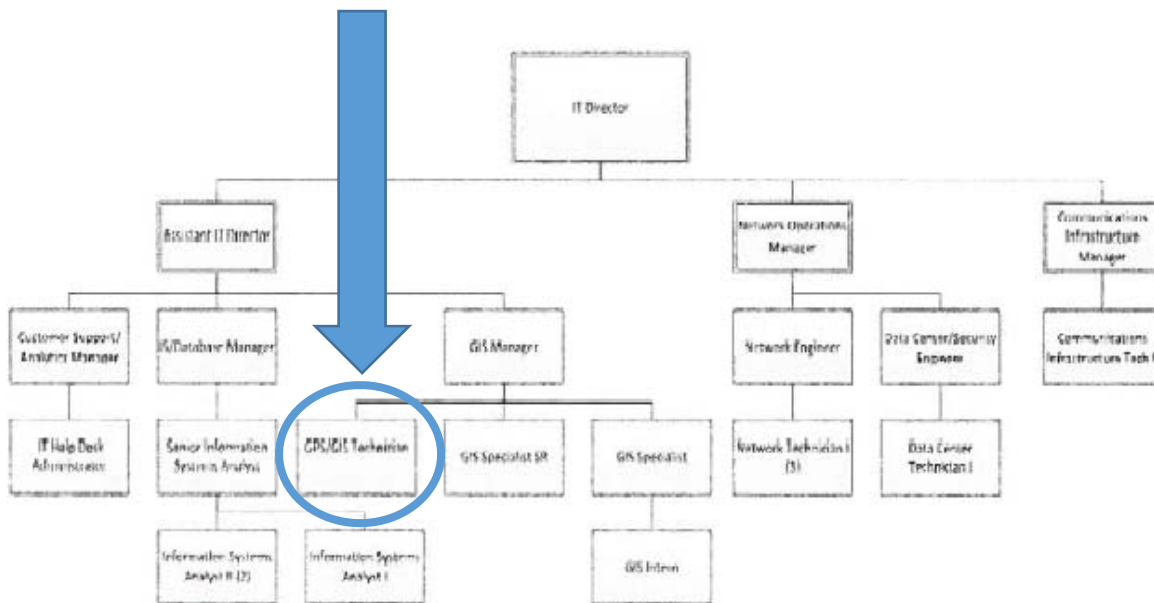 IT Director
Assistant IT Director
Network Operations
Manager
Communications
Infrastructure
Manager
Customer Support/
Analytics Manager
IS/Database Manager
GIS Manager
Network Engineer
Data Center/Security
Engineer
Communications
Infrastructure Tech
IT Help Desk
Administrator
Senior Information
Systems Analyst
GPS/GIS Technician
GIS Specialist SR
GIS Specialist
Network Technician I
(3)
Data Center
Technician I
Information Systems
Analyst II (2)
Information Systems
Analyst I
GIS Intern